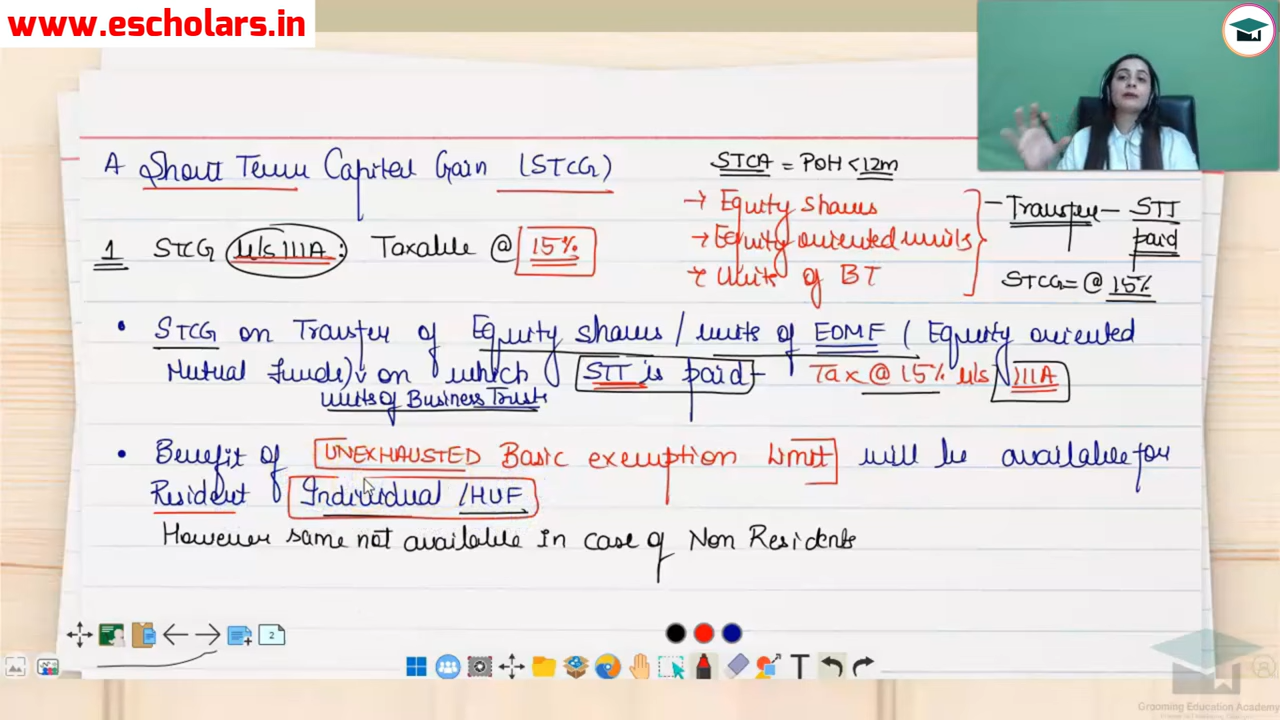 www.escholars.in
A Short Term Capital Gain (STCG)
STCA = POH < 12m
→ Equity shares
→ Equity oriented units
→ Units of BT
- Transfer - STT
paid
STCG = @ 15%
1 STCG u/s 111A: Taxable @ 15%
• STCG on Transfer of Equity shares / units of EOMF ( Equity oriented
Mutual Funds) on which STT is paid - Tax @ 15% u/s 111A
units of Business Trusts
• Benefit of UNEXHAUSTED Basic exemption Limit will be available for
Resident Individual / HUF
However same not available in case of Non Residents
2
T
Grooming Education Academy